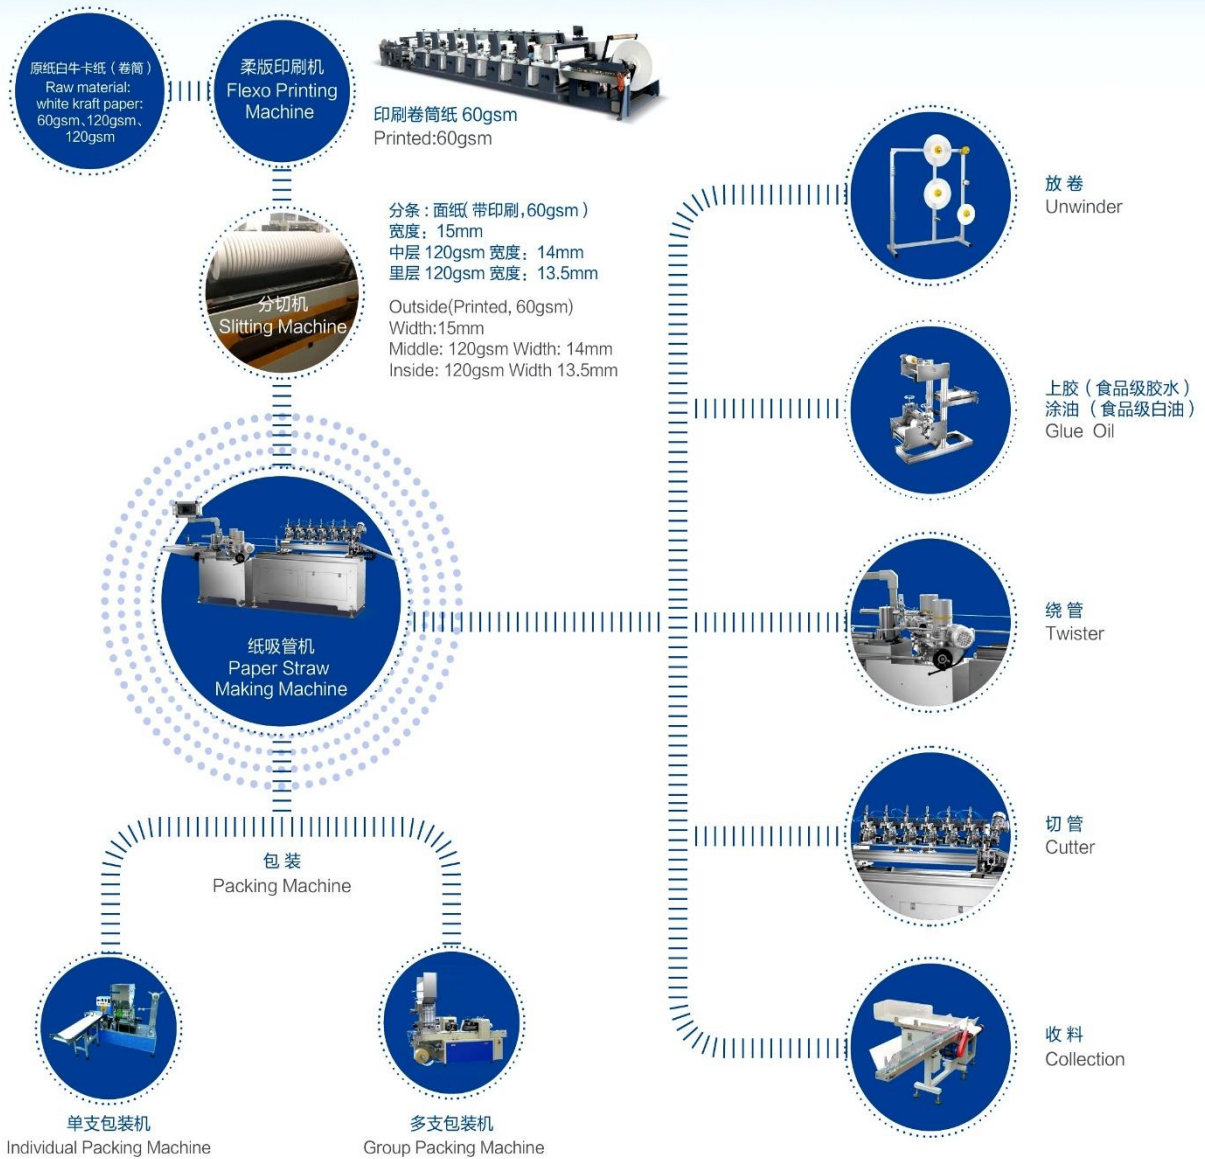 原纸白牛卡纸（卷筒）
Raw material:
white kraft paper:
60gsm、120gsm、
120gsm
柔版印刷机
Flexo Printing
Machine
印刷卷筒纸 60gsm
Printed:60gsm
分切机
Slitting Machine
分条：面纸( 带印刷,60gsm ）
宽度：15mm
中层 120gsm 宽度：14mm
里层 120gsm 宽度：13.5mm
Outside(Printed, 60gsm)
Width:15mm
Middle: 120gsm Width: 14mm
Inside: 120gsm Width 13.5mm
纸吸管机
Paper Straw
Making Machine
放卷
Unwinder
上胶（食品级胶水）
涂油（食品级白油）
Glue Oil
绕管
Twister
切管
Cutter
收料
Collection
包装
Packing Machine
单支包装机
Individual Packing Machine
多支包装机
Group Packing Machine